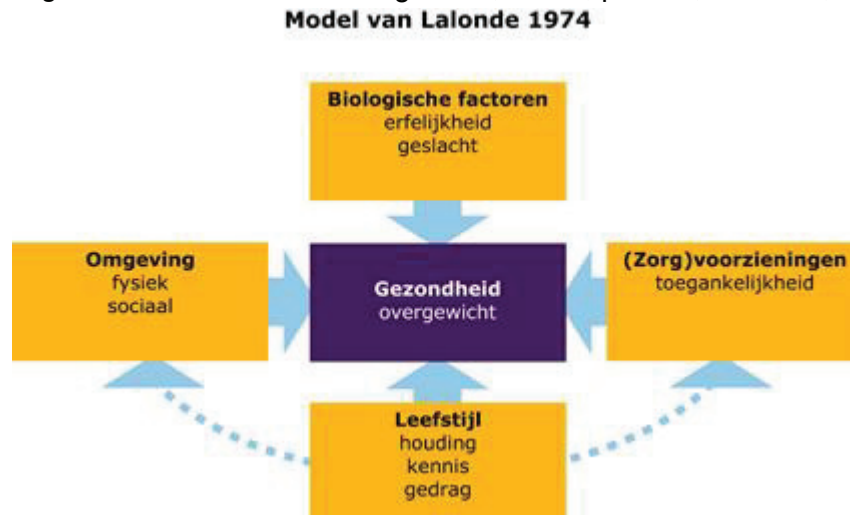 Model van Lalonde 1974
Biologische factoren
erfelijkheid
geslacht
Omgeving
fysiek
sociaal
Gezondheid
overgewicht
(Zorg)voorzieningen
toegankelijkheid
Leefstijl
houding
kennis
gedrag